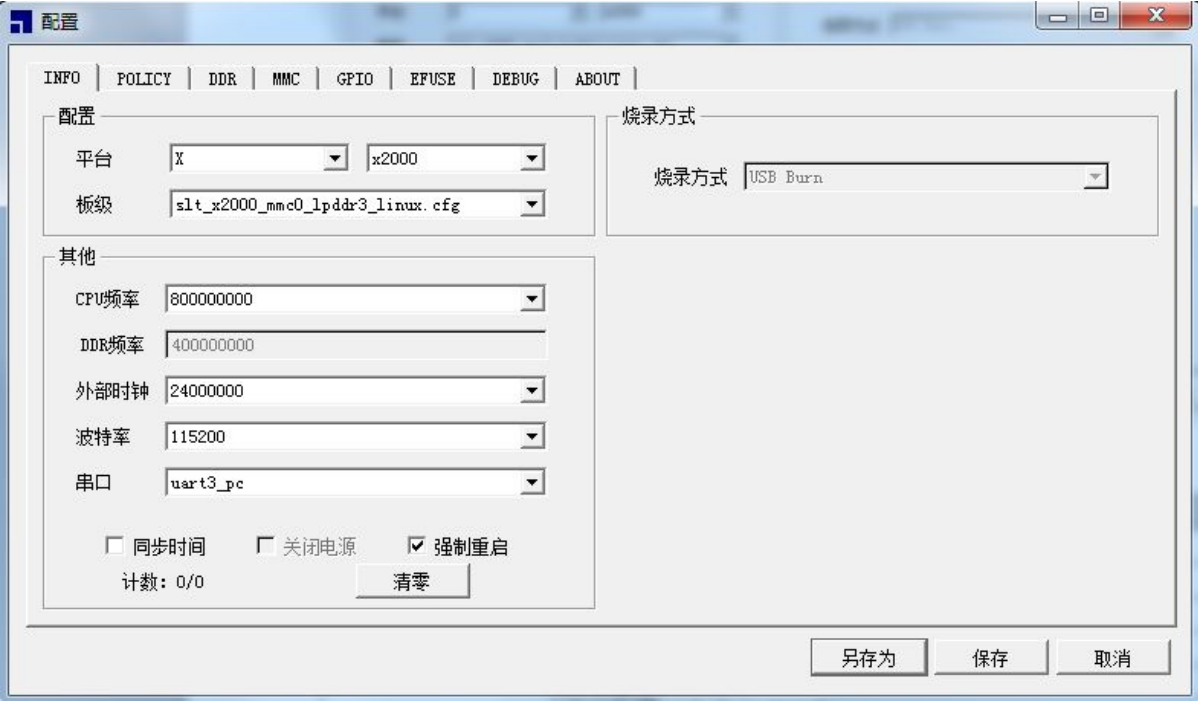 配置
INFO POLICY DDR MMC GPIO EFUSE DEBUG ABOUT
配置
平台 X x2000
板级 slt_x2000_mmc0_lpddr3_linux.cfg
烧录方式
烧录方式 USB Burn
其他
CPU频率 800000000
DDR频率 400000000
外部时钟 24000000
波特率 115200
串口 uart3_pc
同步时间 关闭电源 强制重启
计数: 0/0 清零
另存为 保存 取消